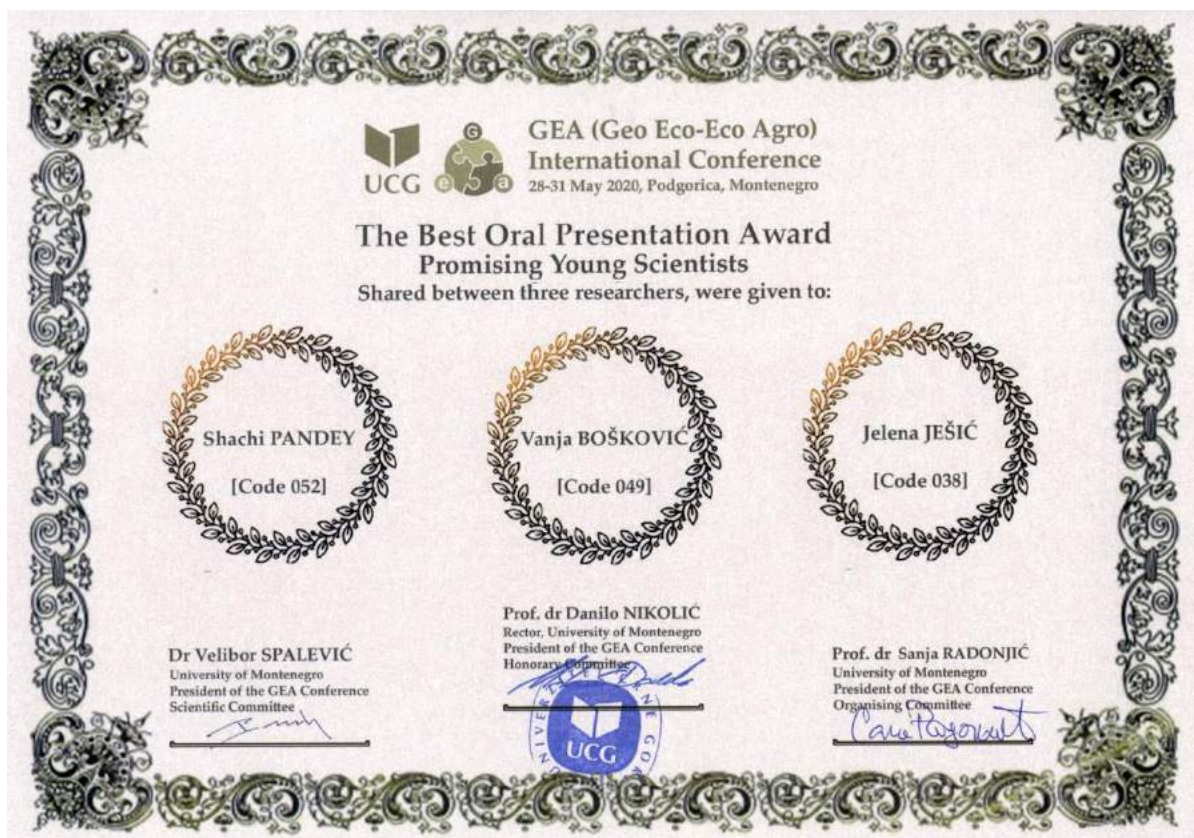 UCG
G
e
a
GEA (Geo Eco-Eco Agro)
International Conference
28-31 May 2020, Podgorica, Montenegro
The Best Oral Presentation Award
Promising Young Scientists
Shared between three researchers, were given to:
Shachi PANDEY
[Code 052]
Vanja BOŠKOVIĆ
[Code 049]
Jelena JEŠIĆ
[Code 038]
Dr Velibor SPALEVIĆ
University of Montenegro
President of the GEA Conference
Scientific Committee
Prof. dr Danilo NIKOLIĆ
Rector, University of Montenegro
President of the GEA Conference
Honorary Committee
UCG
Prof. dr Sanja RADONJIĆ
University of Montenegro
President of the GEA Conference
Organising Committee